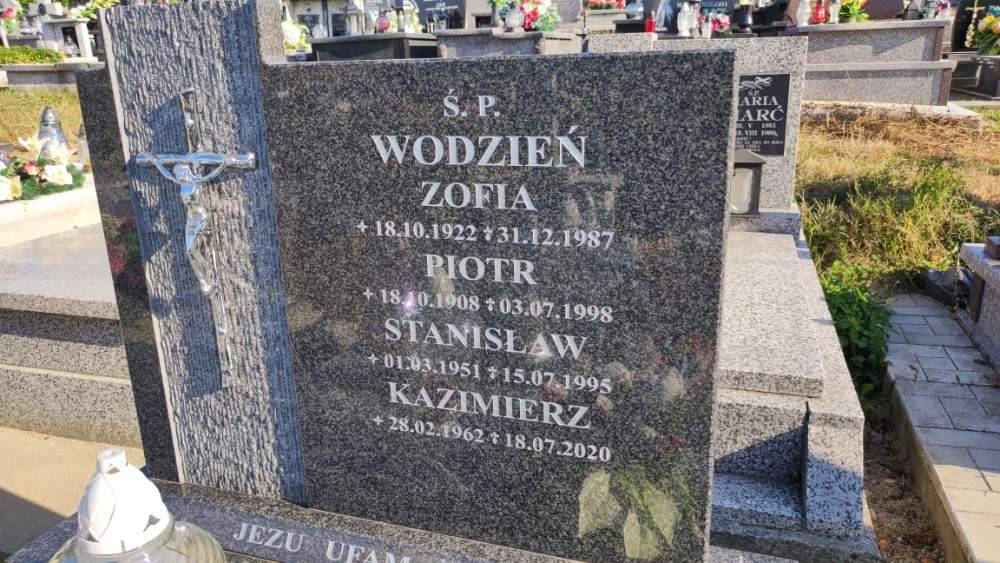 Ś. P.
WODZIEŃ
ZOFIA
+ 18.10.1922 ✝ 31.12.1987
PIOTR
+ 18.10.1908 ✝ 03.07.1998
STANISŁAW
+ 01.03.1951 ✝ 15.07.1995
KAZIMIERZ
+ 28.02.1962 ✝ 18.07.2020
JEZU UFAM